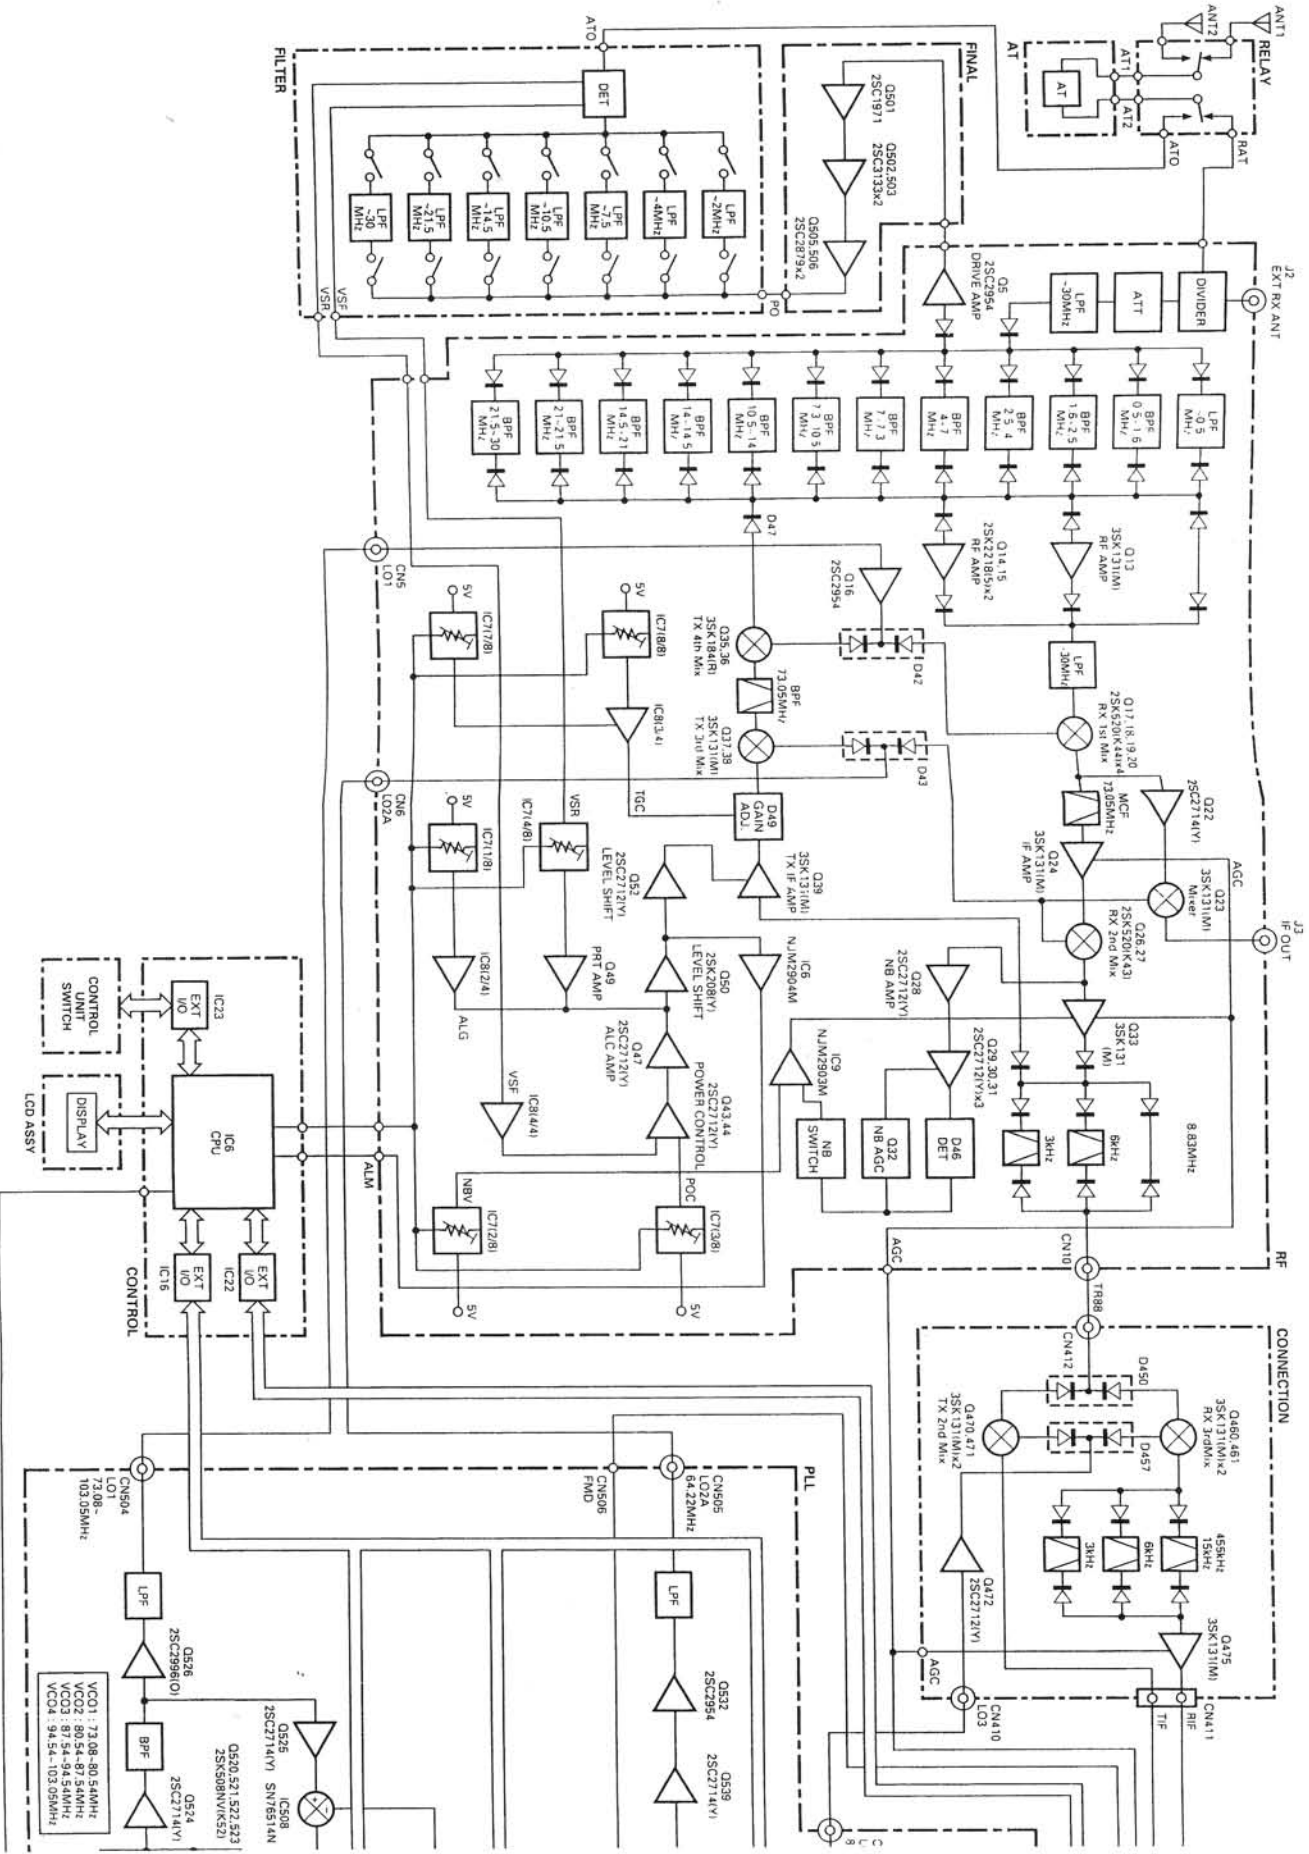 ANT1
ANT2
RELAY
AT1
AT2
RAT
ATO
AT
AT
FINAL
Q501
2SC1971
Q502,503
2SC3133x2
Q505,506
2SC2879x2
ATO
DET
FILTER
LPF
~2MHz
LPF
~4MHz
LPF
~7.5
MHz
LPF
~10.5
MHz
LPF
~14.5
MHz
LPF
~21.5
MHz
LPF
~30
MHz
VSF
VSR
PO
J2
EXT RX ANT
DIVIDER
ATT
LPF
~30MHz
Q5
2SC2954
DRIVE AMP
LPF
~0.5
MHz
BPF
0.5-1.6
MHz
BPF
1.6-2.5
MHz
BPF
2.5-4
MHz
BPF
4-7
MHz
BPF
7-7.3
MHz
BPF
7.3-10.5
MHz
BPF
10.5-14
MHz
BPF
14-14.5
MHz
BPF
14.5-21
MHz
BPF
21-21.5
MHz
BPF
21.5-30
MHz
Q13
3SK131(M)
RF AMP
Q14,15
2SK2218(5)x2
RF AMP
D47
Q16
2SC2954
CN5
LO1
LPF
-30MHz
Q17,18,19,20
2SK520(K44)x4
RX 1st Mix
D42
Q35,36
3SK184(R)
TX 4th Mix
BPF
73.05MHz
Q37,38
3SK131(M)
TX 3rd Mix
D43
MCF
73.05MHz
Q22
2SC2714(Y)
Q24
3SK131(M)
IF AMP
Q23
3SK131(M)
Mixer
AGC
J3
IF OUT
Q26,27
2SK520(K43)
RX 2nd Mix
IC7(8/8)
5V
IC7(7/8)
5V
IC8(3/4)
TGC
CN6
LO2A
D49
GAIN
ADJ.
VSR
IC7(4/8)
IC7(1/8)
5V
Q39
3SK131(M)
TX IF AMP
Q52
2SC2712(Y)
LEVEL SHIFT
IC6
NJM2904M
Q50
2SK208(Y)
LEVEL SHIFT
Q49
PRT AMP
IC8(2/4)
ALG
Q47
2SC2712(Y)
ALC AMP
Q43,44
2SC2712(Y)
POWER CONTROL
VSF
IC8(4/4)
Q28
2SC2712(Y)
NB AMP
Q29,30,31
2SC2712(Y)x3
IC9
NJM2903M
NB
SWITCH
Q32
NB AGC
D46
DET
Q33
3SK131
(M)
8.83MHz
6kHz
3kHz
RF
POC
IC7(3/8)
5V
NBV
IC7(2/8)
5V
ALM
AGC
CN10
TR88
CONTROL
UNIT
SWITCH
IC23
EXT
I/O
IC6
CPU
DISPLAY
LCD ASSY
EXT
I/O
IC22
EXT
I/O
IC16
CONTROL
CONNECTION
CN412
D450
Q460,461
3SK131(M)x2
RX 3rdMix
Q470,471
3SK131(M)x2
TX 2nd Mix
D457
455kHz
15kHz
6kHz
3kHz
Q472
2SC2712(Y)
Q475
3SK131(M)
AGC
CN410
LO3
CN411
RIF
TIF
PLL
CN505
LO2A
64.22MHz
CN506
FMD
CN504
LO1
73.08~
103.05MHz
LPF
Q532
2SC2954
Q539
2SC2714(Y)
LPF
Q526
2SC2996(O)
BPF
Q525
2SC2714(Y)
IC508
SN76514N
Q524
2SC2714(Y)
Q520,521,522,523
2SK508NV(K52)
VCO1 : 73.08~80.54MHz
VCO2 : 80.54~87.54MHz
VCO3 : 87.54~94.54MHz
VCO4 : 94.54~103.05MHz